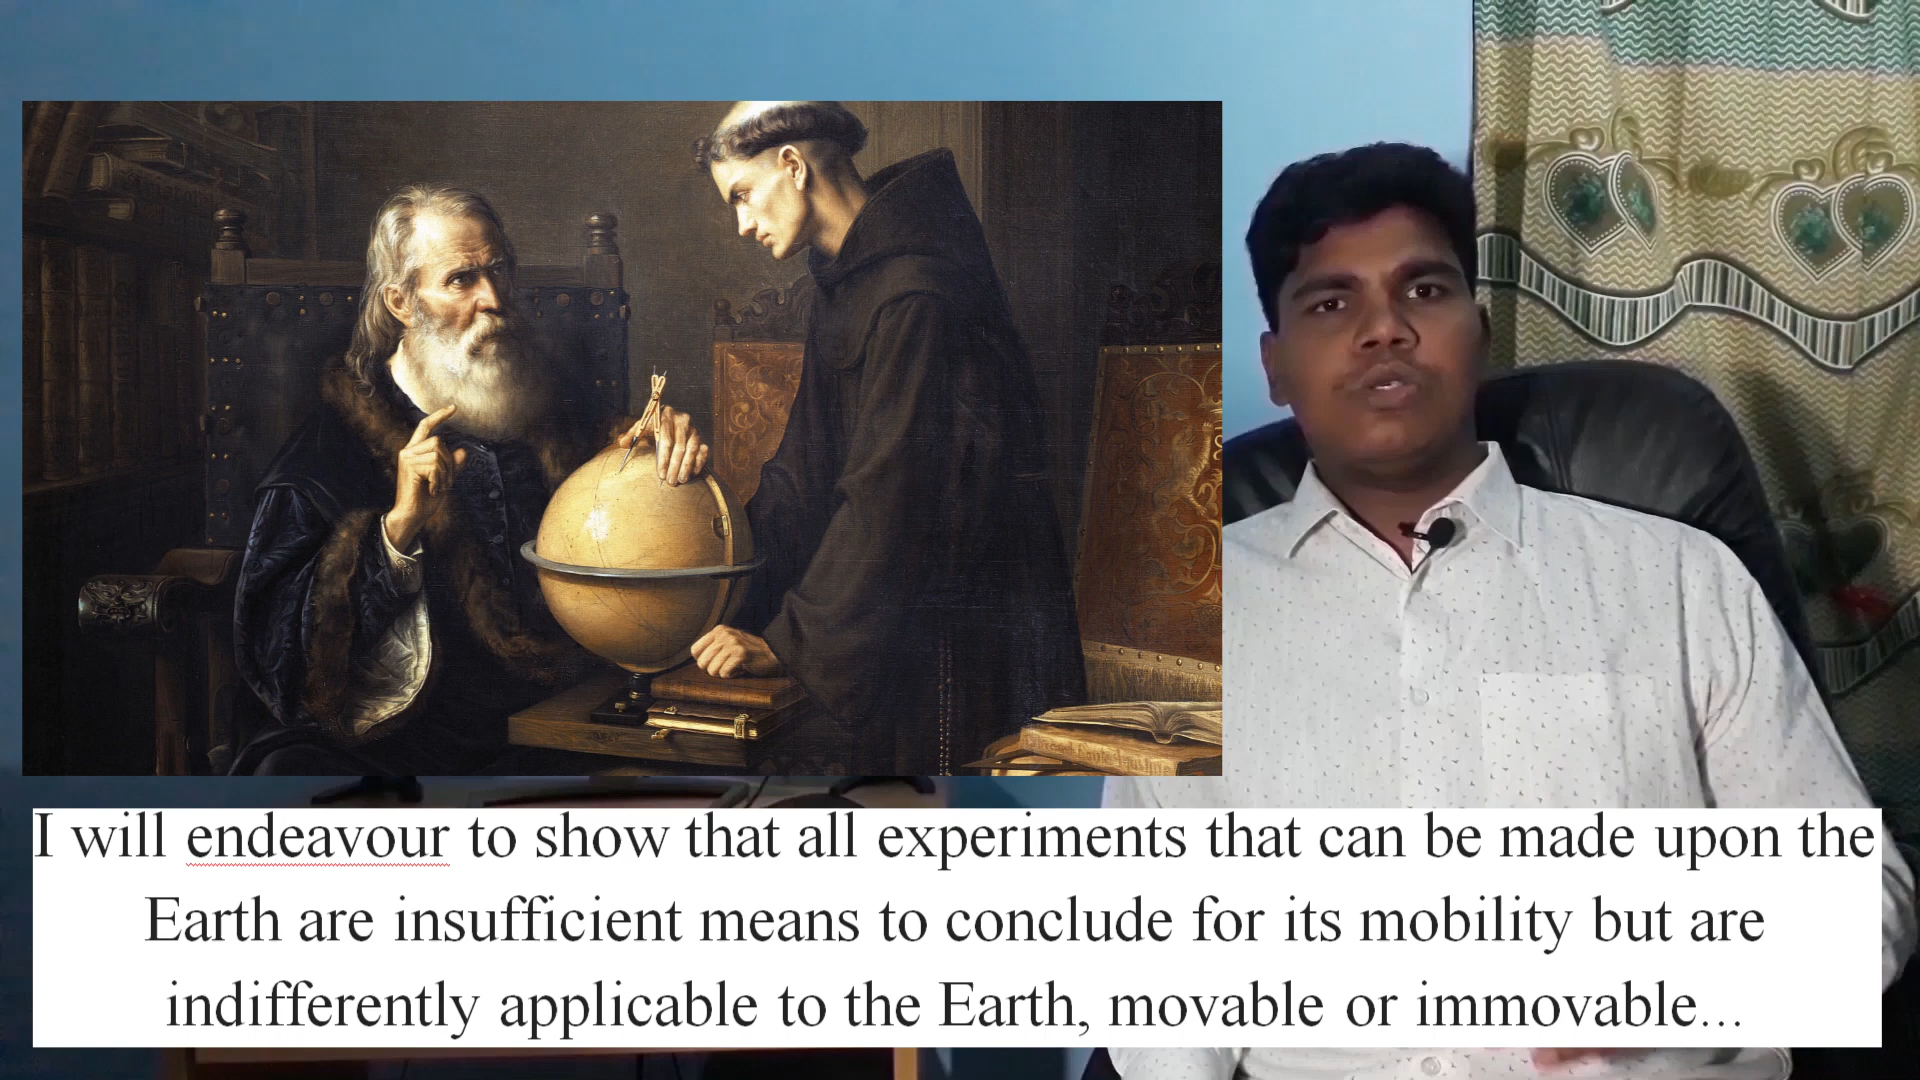 I will endeavour to show that all experiments that can be made upon the
Earth are insufficient means to conclude for its mobility but are
indifferently applicable to the Earth, movable or immovable...